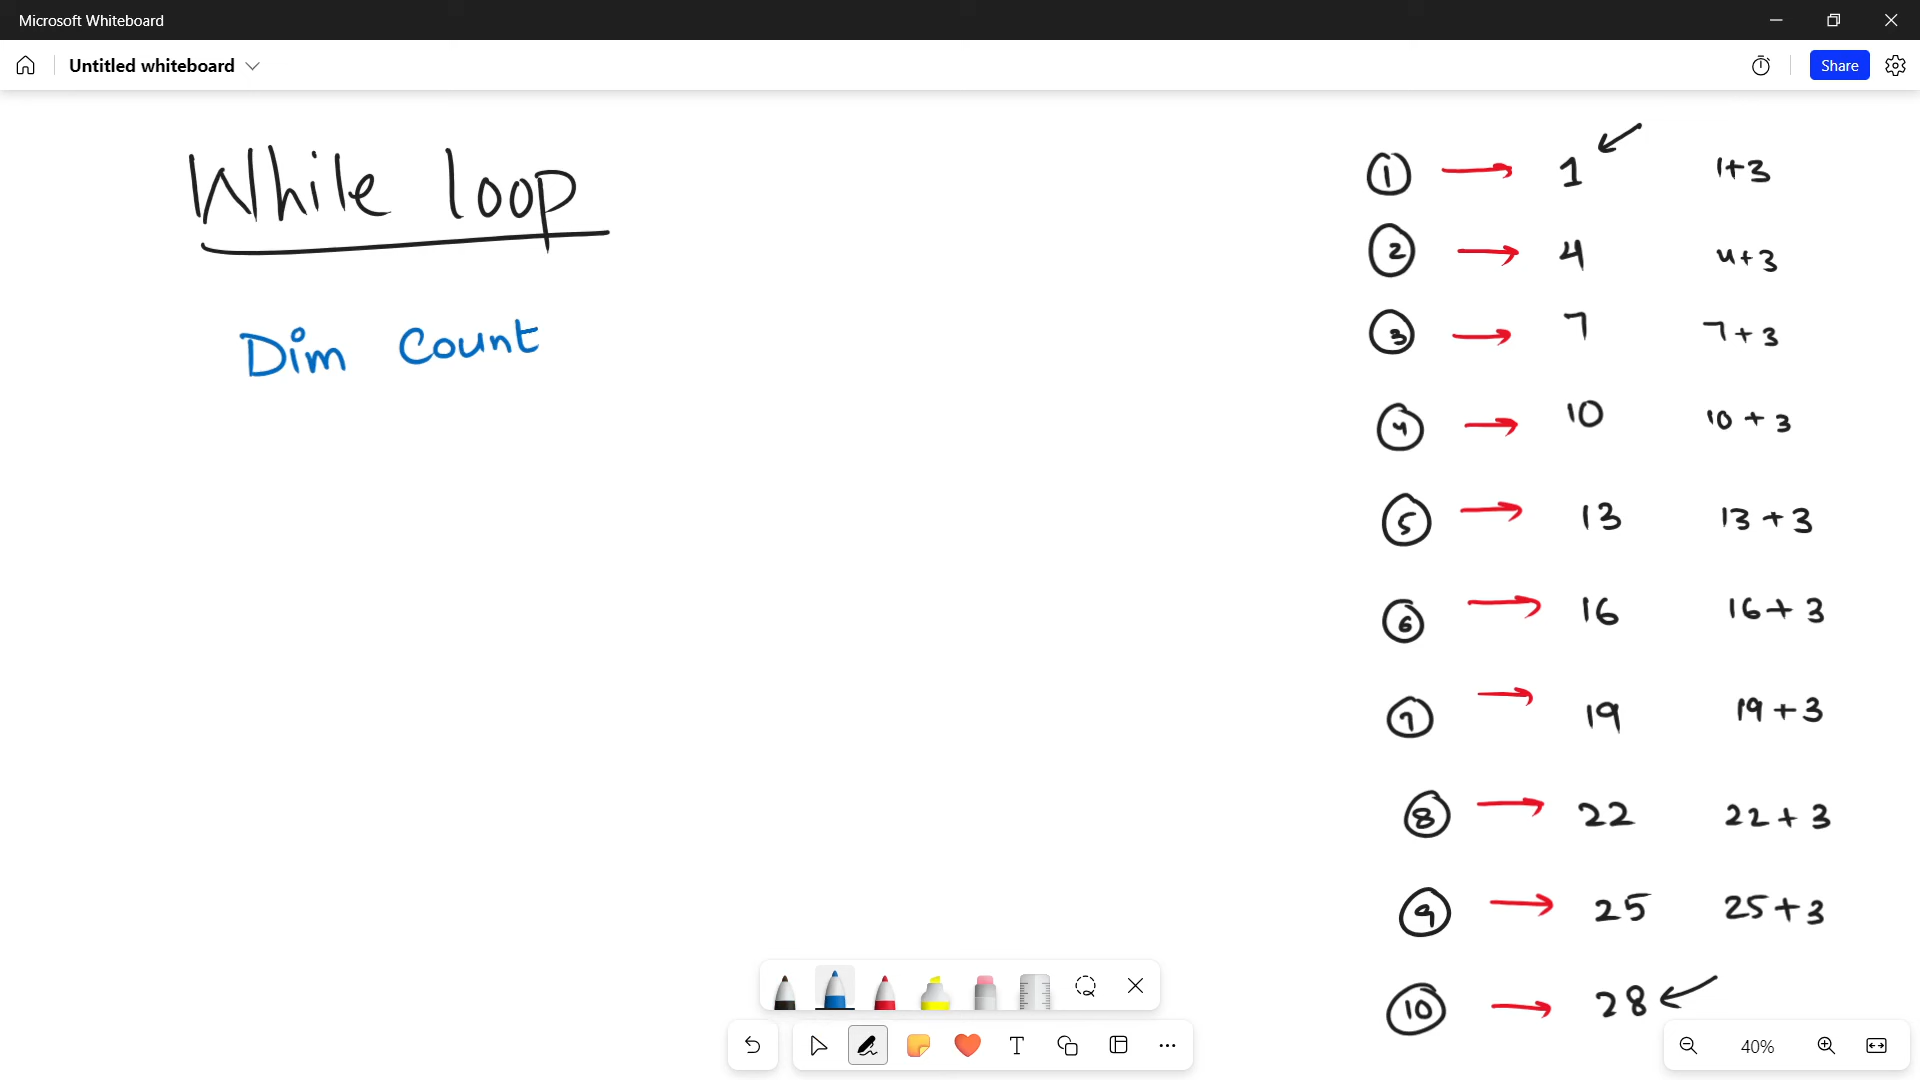 Microsoft Whiteboard
Untitled whiteboard
Share
While loop
Dim Count
1 → 1 1+3
2 → 4 4+3
3 → 7 7+3
4 → 10 10+3
5 → 13 13+3
6 → 16 16+3
7 → 19 19+3
8 → 22 22+3
9 → 25 25+3
10 → 28
40%